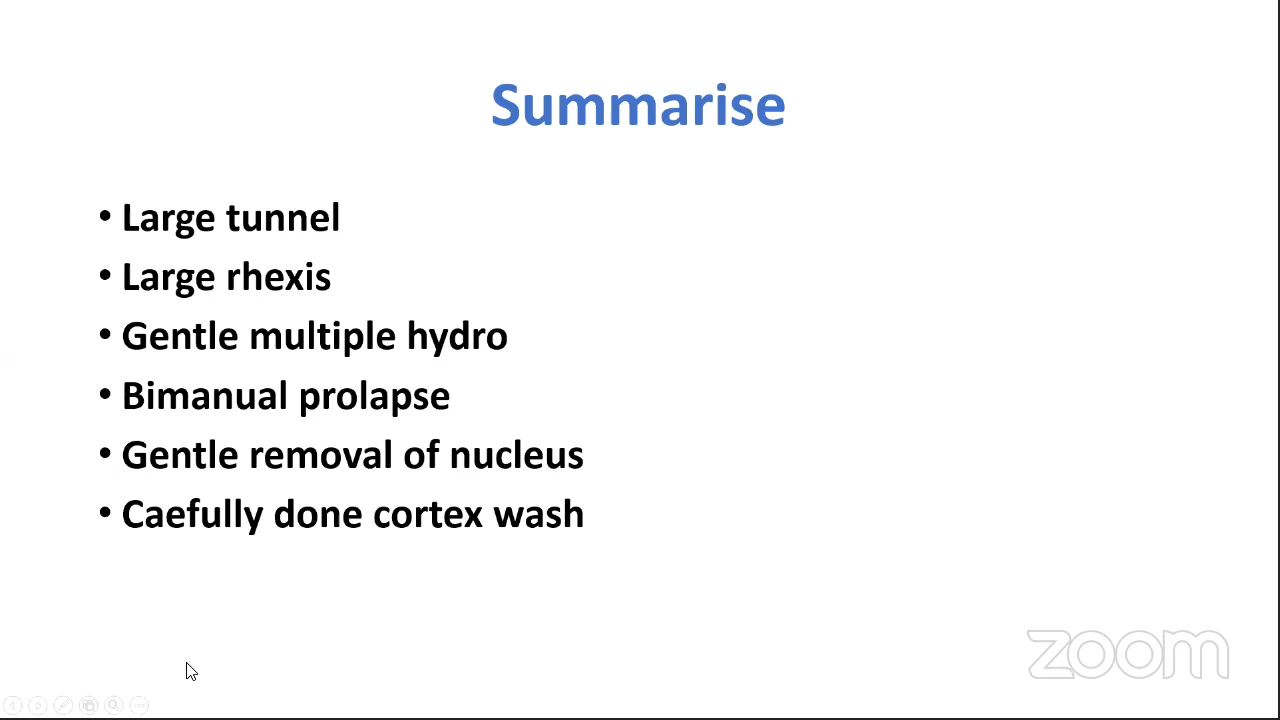 Summarise
• Large tunnel
• Large rhexis
• Gentle multiple hydro
• Bimanual prolapse
• Gentle removal of nucleus
• Caefully done cortex wash
zoom